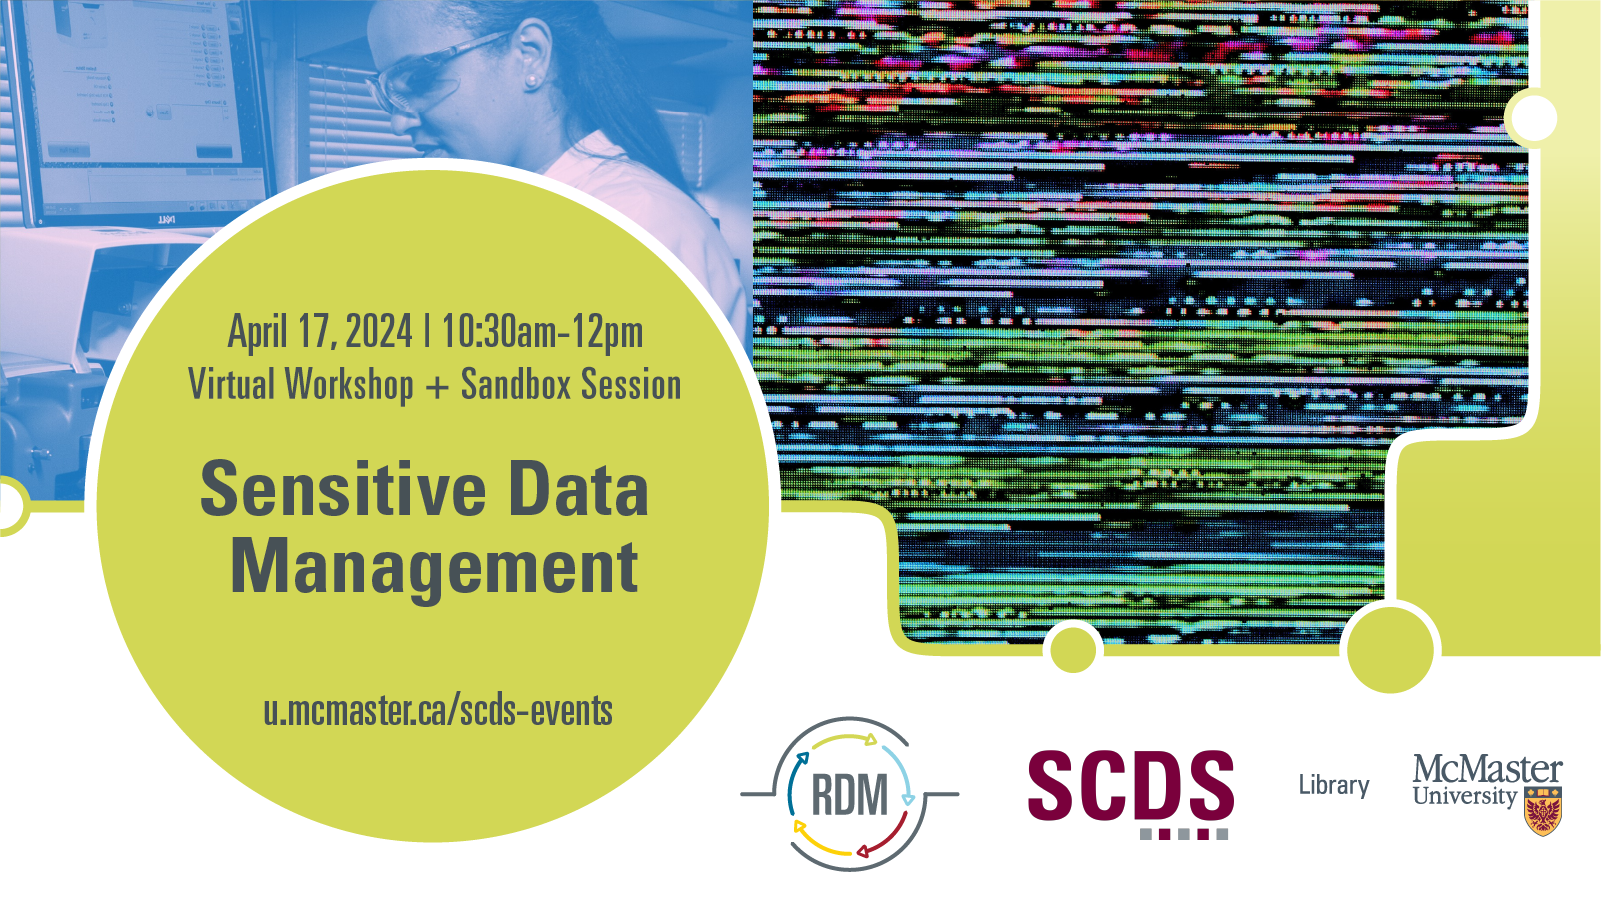 April 17, 2024 | 10:30am-12pm
Virtual Workshop + Sandbox Session
Sensitive Data
Management
u.mcmaster.ca/scds-events
RDM
SCDS
Library
McMaster
University
DELL